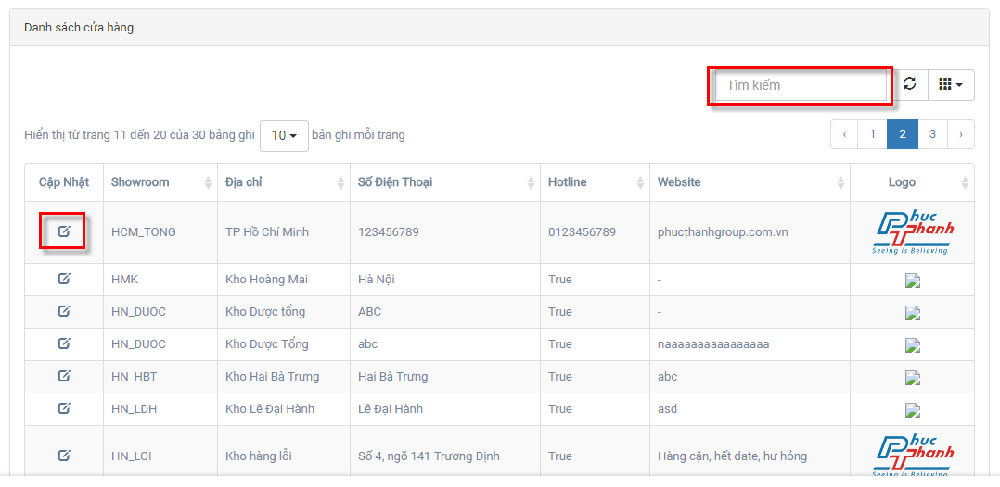 Danh sách cửa hàng
Tìm kiếm
Hiển thị từ trang 11 đến 20 của 30 bảng ghi 10 bản ghi mỗi trang
‹ 1 2 3 ›
Cập Nhật Showroom Địa chỉ Số Điện Thoại Hotline Website Logo
HCM_TONG TP Hồ Chí Minh 123456789 0123456789 phucthanhgroup.com.vn Phuc Thanh Seeing is Believing
HMK Kho Hoàng Mai Hà Nội True -
HN_DUOC Kho Dược tổng ABC True -
HN_DUOC Kho Dược Tổng abc True naaaaaaaaaaaaaaaa
HN_HBT Kho Hai Bà Trưng Hai Bà Trưng True abc
HN_LDH Kho Lê Đại Hành Lê Đại Hành True asd
HN_LOI Kho hàng lỗi Số 4, ngõ 141 Trương Định True Hàng cận, hết date, hư hỏng Phuc Thanh Seeing is Believing